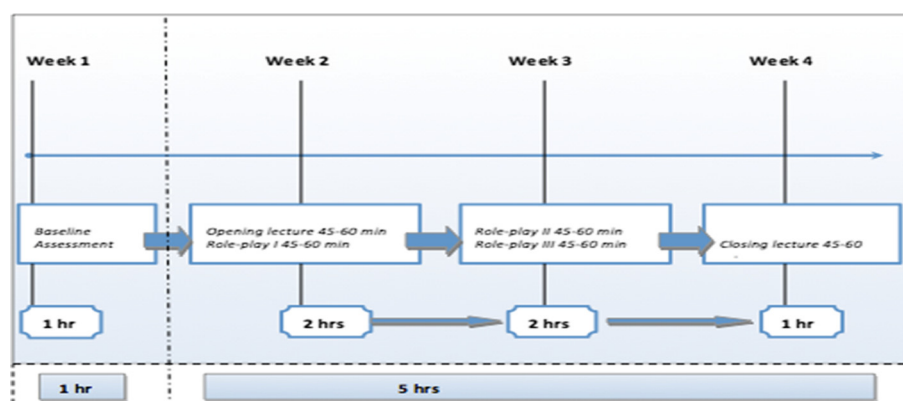 Week 1
Week 2
Week 3
Week 4
Baseline
Assessment
Opening lecture 45-60 min
Role-play I 45-60 min
Role-play II 45-60 min
Role-play III 45-60 min
Closing lecture 45-60
1 hr
2 hrs
2 hrs
1 hr
1 hr
5 hrs